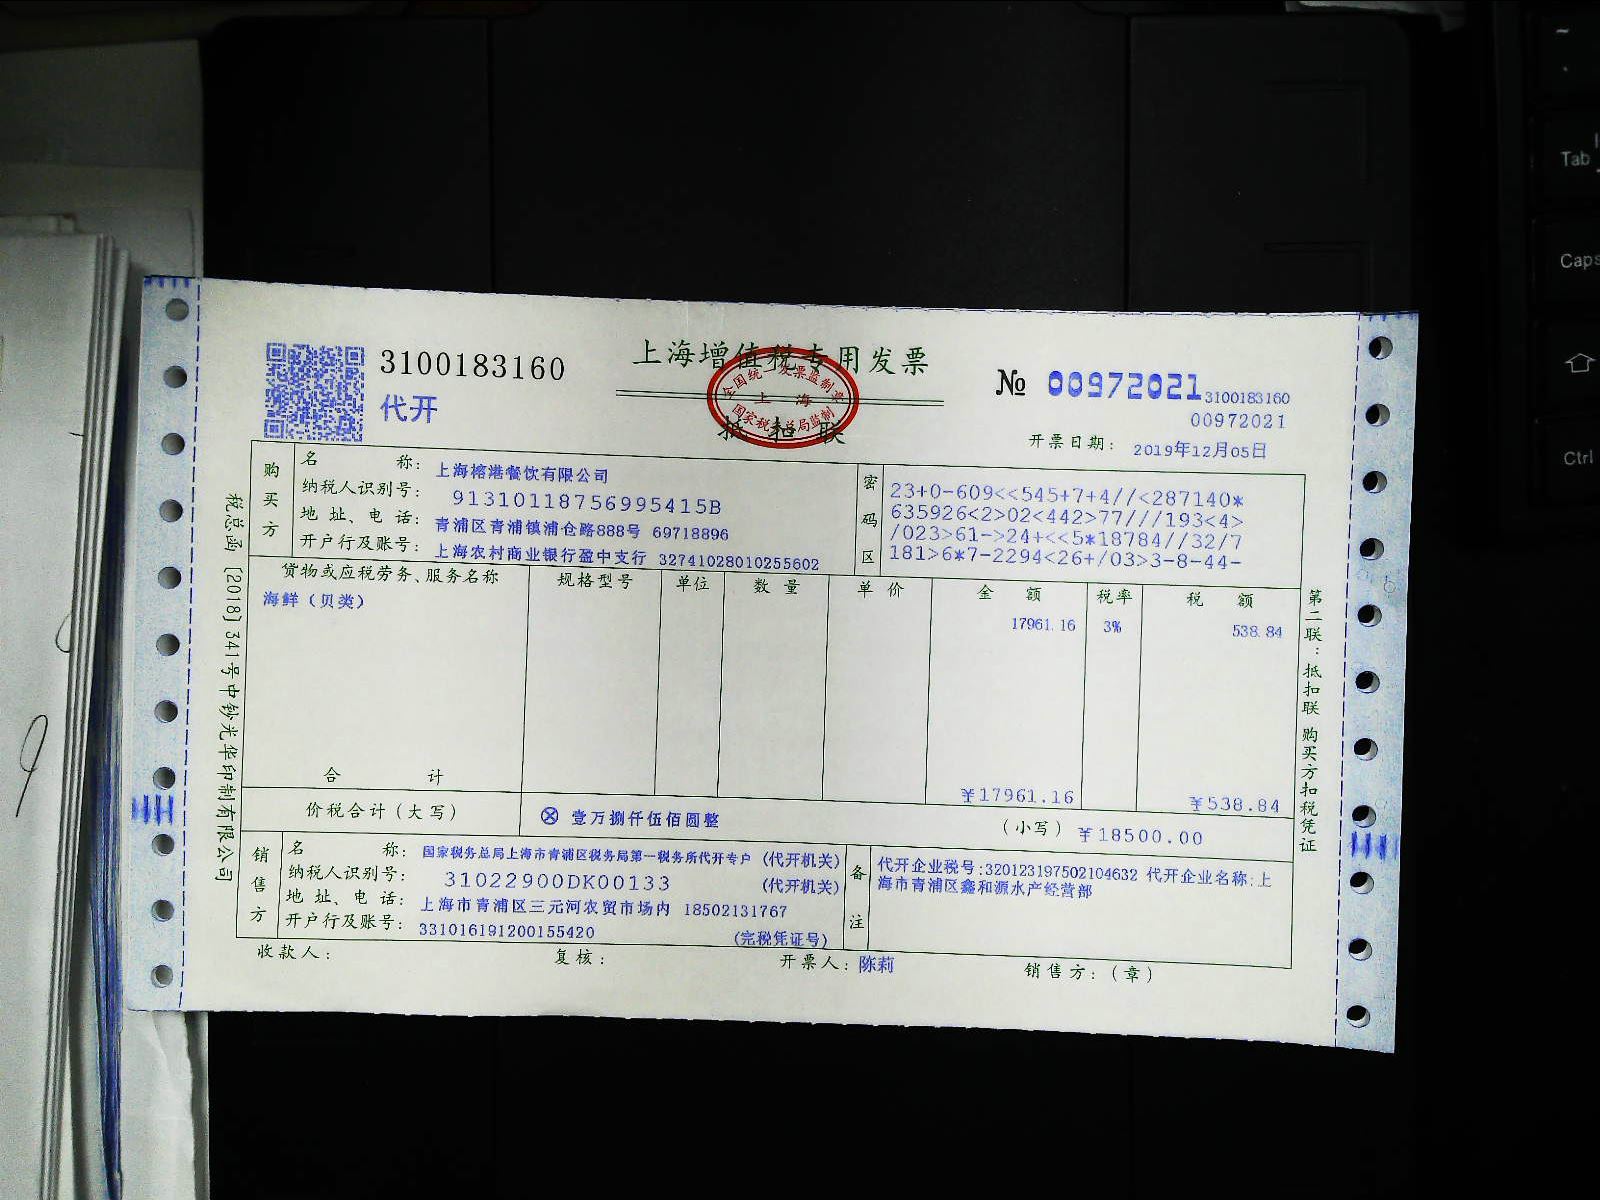 3100183160
代开
上海增值税专用发票
全国统一发票监制章
上海
国家税务总局监制
抵扣联
№ 00972021
3100183160
00972021
开票日期： 2019年12月05日
购买方
名称： 上海榕港餐饮有限公司
纳税人识别号： 91310118756995415B
地址、电话： 青浦区青浦镇浦仓路888号 69718896
开户行及账号： 上海农村商业银行盈中支行 32741028010255602
密码区
23+0-609<<545+7+4//<287140*
635926<2>02<442>77///193<4>
/023>61->24+<<5*18784//32/7
181>6*7-2294<26+/03>3-8-44-
货物或应税劳务、服务名称 规格型号 单位 数量 单价 金额 税率 税额
海鲜（贝类） 17961.16 3% 538.84
合计 ¥17961.16 ¥538.84
价税合计（大写） ⊗ 壹万捌仟伍佰圆整 （小写） ¥18500.00
销售方
名称： 国家税务总局上海市青浦区税务局第一税务所代开专户 (代开机关)
纳税人识别号： 31022900DK00133 (代开机关)
地址、电话： 上海市青浦区三元河农贸市场内 18502131767
开户行及账号： 331016191200155420 (完税凭证号)
备注
代开企业税号:320123197502104632 代开企业名称:上
海市青浦区鑫和源水产经营部
收款人： 复核： 开票人：陈莉 销售方：（章）
税总函［2018］341号中钞光华印制有限公司
第二联：抵扣联 购买方扣税凭证
Tab
Caps
Ctrl